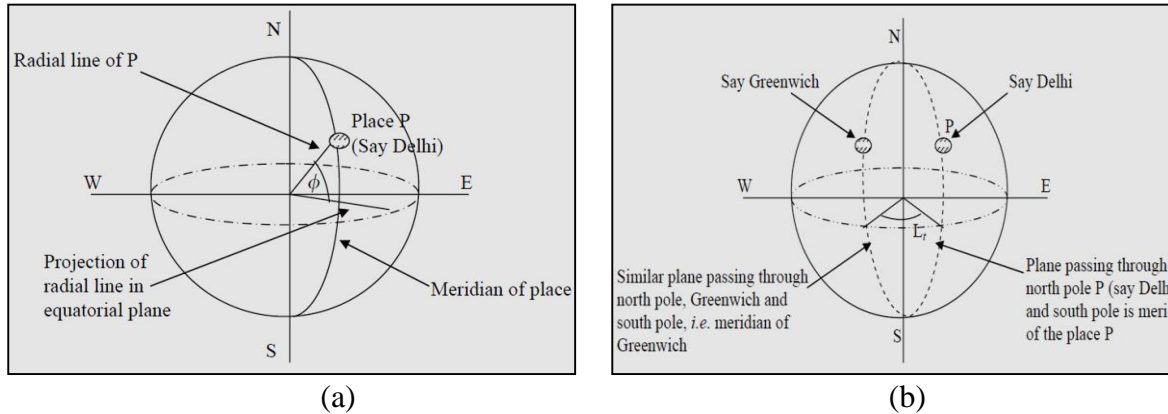 N
Radial line of P
Place P
(Say Delhi)
W
E
ϕ
Projection of
radial line in
equatorial plane
Meridian of place
S
(a)
N
Say Greenwich
Say Delhi
P
W
E
Lt
Similar plane passing through
north pole, Greenwich and
south pole, i.e. meridian of
Greenwich
Plane passing through
north pole P (say Delh
and south pole is meri
of the place P
S
(b)